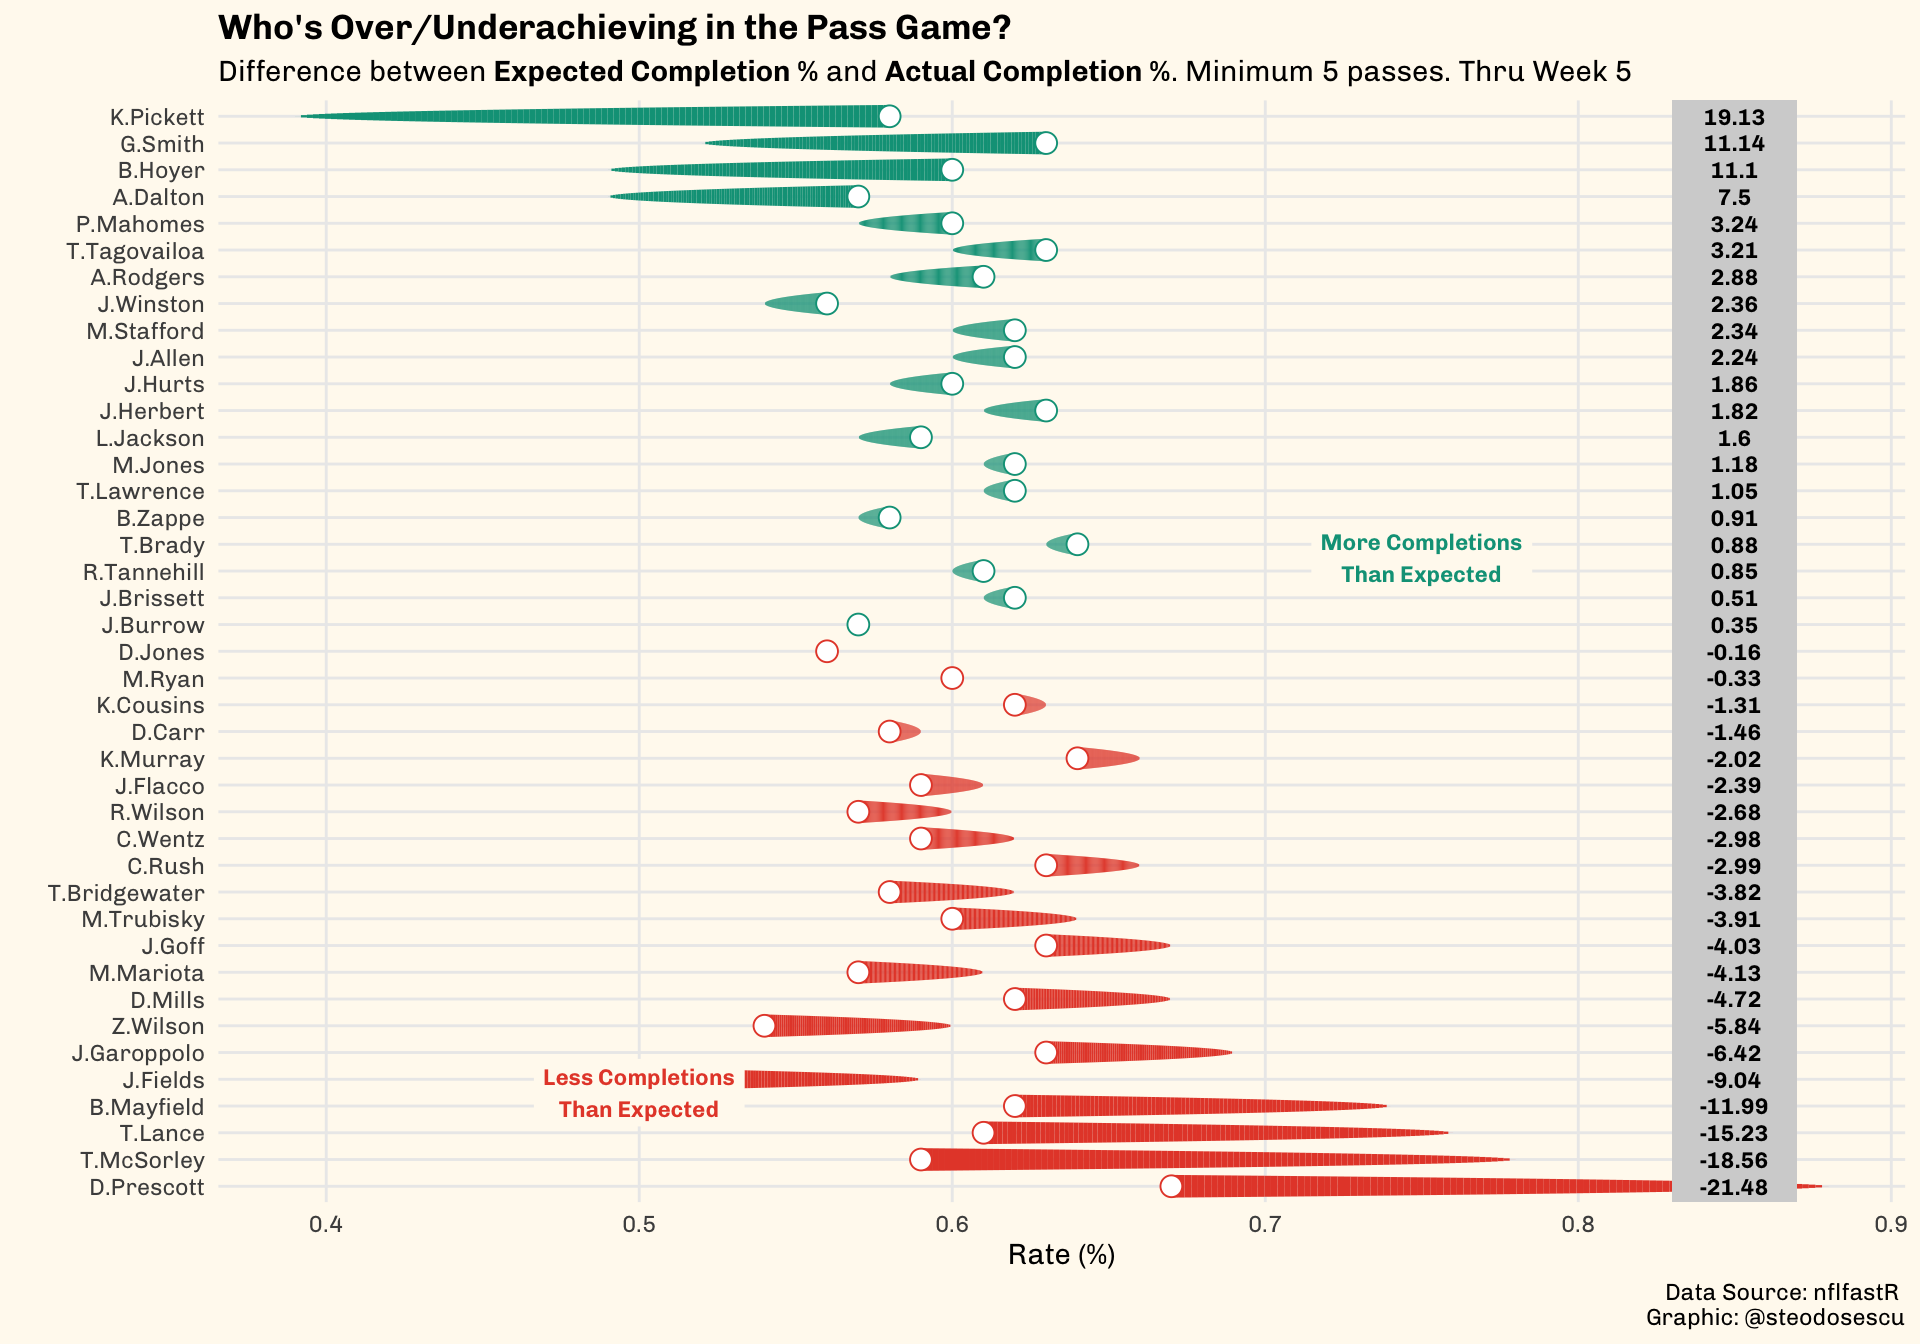 Who's Over/Underachieving in the Pass Game?
Difference between Expected Completion % and Actual Completion %. Minimum 5 passes. Thru Week 5
K.Pickett 19.13
G.Smith 11.14
B.Hoyer 11.1
A.Dalton 7.5
P.Mahomes 3.24
T.Tagovailoa 3.21
A.Rodgers 2.88
J.Winston 2.36
M.Stafford 2.34
J.Allen 2.24
J.Hurts 1.86
J.Herbert 1.82
L.Jackson 1.6
M.Jones 1.18
T.Lawrence 1.05
B.Zappe 0.91
T.Brady More Completions 0.88
R.Tannehill Than Expected 0.85
J.Brissett 0.51
J.Burrow 0.35
D.Jones -0.16
M.Ryan -0.33
K.Cousins -1.31
D.Carr -1.46
K.Murray -2.02
J.Flacco -2.39
R.Wilson -2.68
C.Wentz -2.98
C.Rush -2.99
T.Bridgewater -3.82
M.Trubisky -3.91
J.Goff -4.03
M.Mariota -4.13
D.Mills -4.72
Z.Wilson -5.84
J.Garoppolo -6.42
J.Fields Less Completions -9.04
B.Mayfield Than Expected -11.99
T.Lance -15.23
T.McSorley -18.56
D.Prescott -21.48
0.4 0.5 0.6 0.7 0.8 0.9
Rate (%)
Data Source: nflfastR
Graphic: @steodosescu